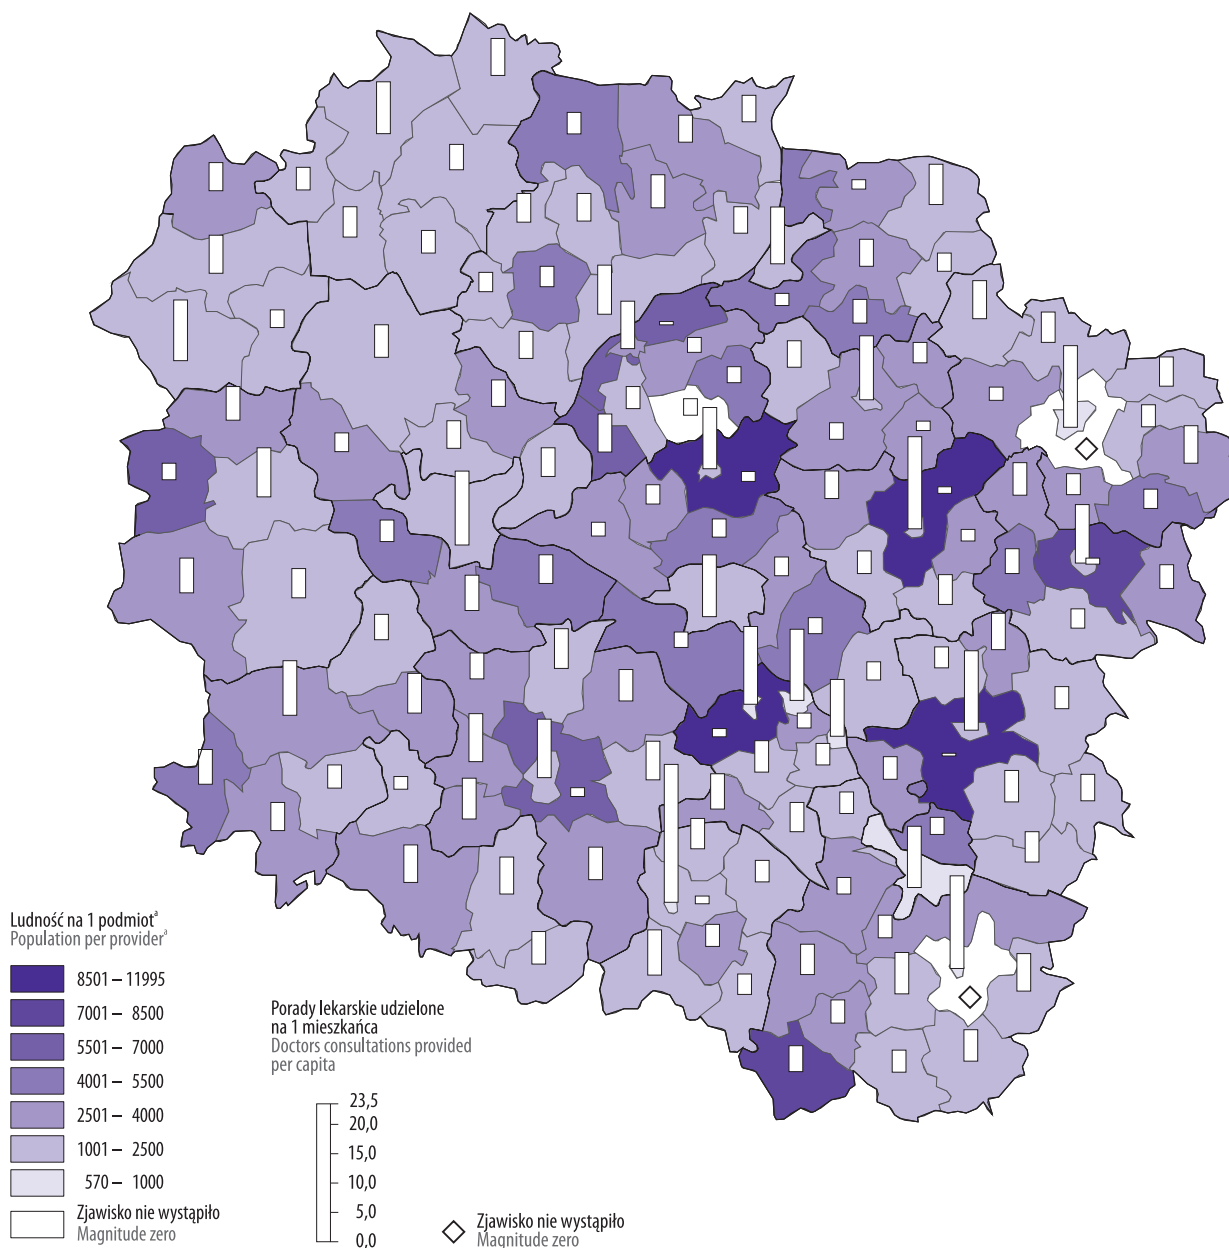 Ludność na 1 podmiotᵃ
Population per providerᵃ
8501 – 11995
7001 – 8500
5501 – 7000
4001 – 5500
2501 – 4000
1001 – 2500
570 – 1000
Zjawisko nie wystąpiło
Magnitude zero
Porady lekarskie udzielone
na 1 mieszkańca
Doctors consultations provided
per capita
23,5
20,0
15,0
10,0
5,0
0,0
Zjawisko nie wystąpiło
Magnitude zero